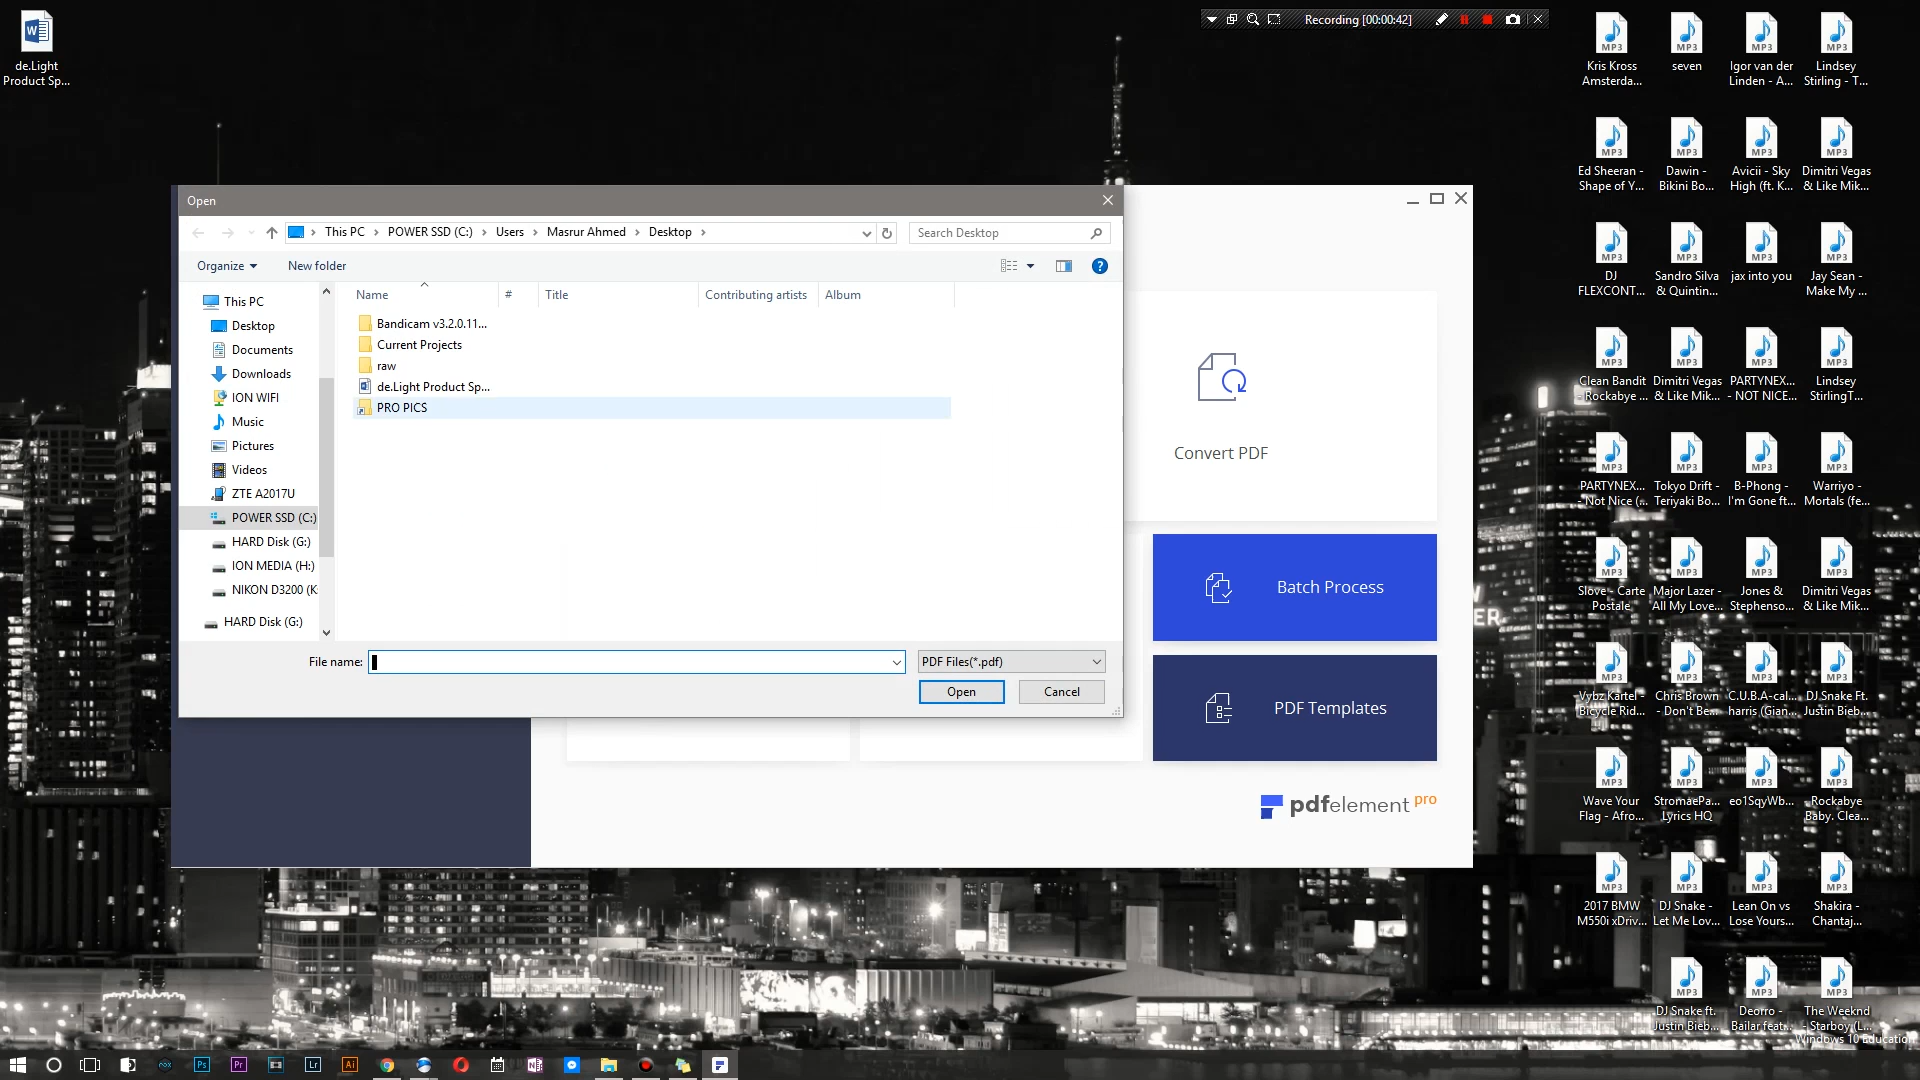 de.Light
Product Sp...
Recording [00:00:42]
Kris Kross
Amsterda...
seven
Igor van der
Linden - A...
Lindsey
Stirling - T...
Ed Sheeran -
Shape of Y...
Dawin -
Bikini Bo...
Avicii - Sky
High (ft. K...
Dimitri Vegas
& Like Mik...
DJ
FLEXCONT...
Sandro Silva
& Quintin...
jax into you
Jay Sean -
Make My ...
Clean Bandit
- Rockabye ...
Dimitri Vegas
& Like Mik...
PARTYNEX...
- NOT NICE...
Lindsey
StirlingT...
PARTYNEX...
- Not Nice (...
Tokyo Drift -
Teriyaki Bo...
B-Phong -
I'm Gone ft...
Warriyo -
Mortals (fe...
Slove - Carte
Postale
Major Lazer -
All My Love...
Jones &
Stephenso...
Dimitri Vegas
& Like Mik...
Vybz Kartel -
Bicycle Rid...
Chris Brown
- Don't Be...
C.U.B.A-cal...
harris (Gian...
DJ Snake Ft.
Justin Bieb...
Wave Your
Flag - Afro...
StromaePa...
Lyrics HQ
eo1SqyWb...
Rockabye
Baby. Clea...
2017 BMW
M550i xDriv...
DJ Snake -
Let Me Lov...
Lean On vs
Lose Yours...
Shakira -
Chantaj...
DJ Snake ft.
Justin Bieb...
Deorro -
Bailar feat...
The Weeknd
- Starboy (L...
Windows 10 Education
Open
This PC > POWER SSD (C:) > Users > Masrur Ahmed > Desktop >
Search Desktop
Organize
New folder
This PC
Desktop
Documents
Downloads
ION WIFI
Music
Pictures
Videos
ZTE A2017U
POWER SSD (C:)
HARD Disk (G:)
ION MEDIA (H:)
NIKON D3200 (K
HARD Disk (G:)
Name
#
Title
Contributing artists
Album
Bandicam v3.2.0.11...
Current Projects
raw
de.Light Product Sp...
PRO PICS
File name:
PDF Files(*.pdf)
Open
Cancel
Convert PDF
Batch Process
PDF Templates
pdfelement pro
Ps
Pr
Lr
Ai